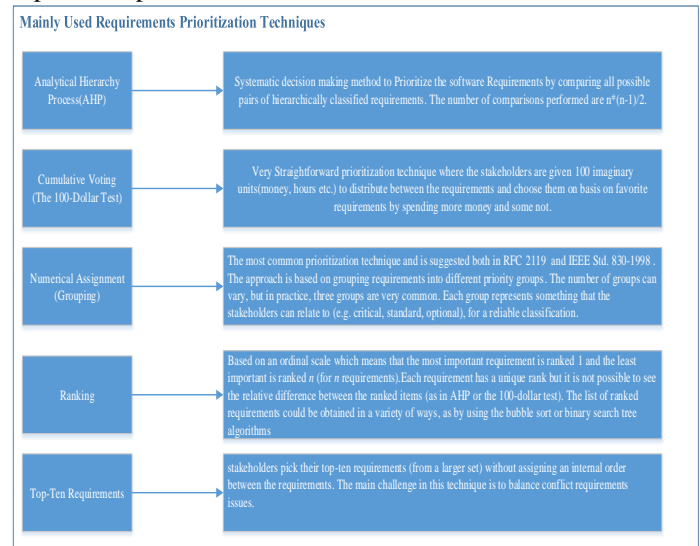 Mainly Used Requirements Prioritization Techniques
Analytical Hierarchy
Process(AHP)
Systematic decision making method to Prioritize the software Requirements by comparing all possible
pairs of hierarchically classified requirements. The number of comparisons performed are n*(n-1)/2.
Cumulative Voting
(The 100-Dollar Test)
Very Straightforward prioritization technique where the stakeholders are given 100 imaginary
units(money, hours etc.) to distribute between the requirements and choose them on basis on favorite
requirements by spending more money and some not.
Numerical Assignment
(Grouping)
The most common prioritization technique and is suggested both in RFC 2119 and IEEE Std. 830-1998 .
The approach is based on grouping requirements into different priority groups. The number of groups can
vary, but in practice, three groups are very common. Each group represents something that the
stakeholders can relate to (e.g. critical, standard, optional), for a reliable classification.
Ranking
Based on an ordinal scale which means that the most important requirement is ranked 1 and the least
important is ranked n (for n requirements).Each requirement has a unique rank but it is not possible to see
the relative difference between the ranked items (as in AHP or the 100-dollar test). The list of ranked
requirements could be obtained in a variety of ways, as by using the bubble sort or binary search tree
algorithms
Top-Ten Requirements
stakeholders pick their top-ten requirements (from a larger set) without assigning an internal order
between the requirements. The main challenge in this technique is to balance conflict requirements
issues.